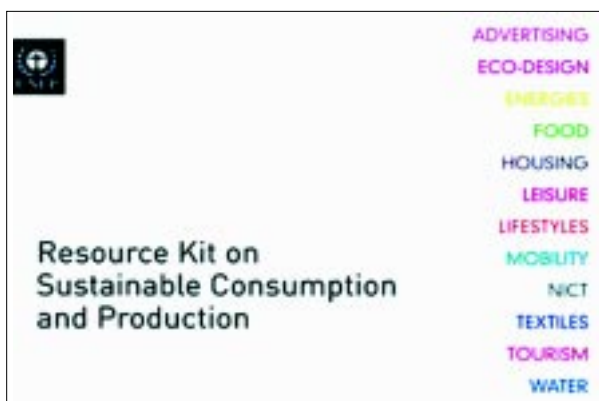 UNEP
Resource Kit on
Sustainable Consumption
and Production
ADVERTISING
ECO-DESIGN
ENERGIES
FOOD
HOUSING
LEISURE
LIFESTYLES
MOBILITY
NICT
TEXTILES
TOURISM
WATER